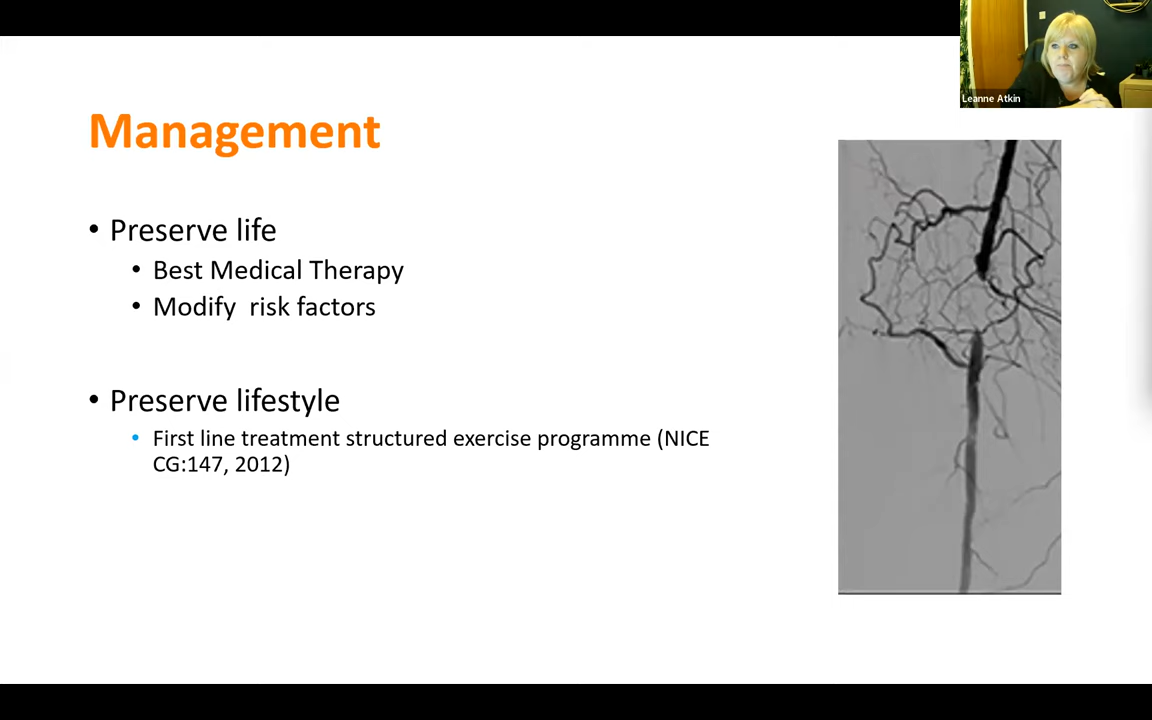 Leanne Atkin
Management
• Preserve life
• Best Medical Therapy
• Modify  risk factors
• Preserve lifestyle
• First line treatment structured exercise programme (NICE
CG:147, 2012)